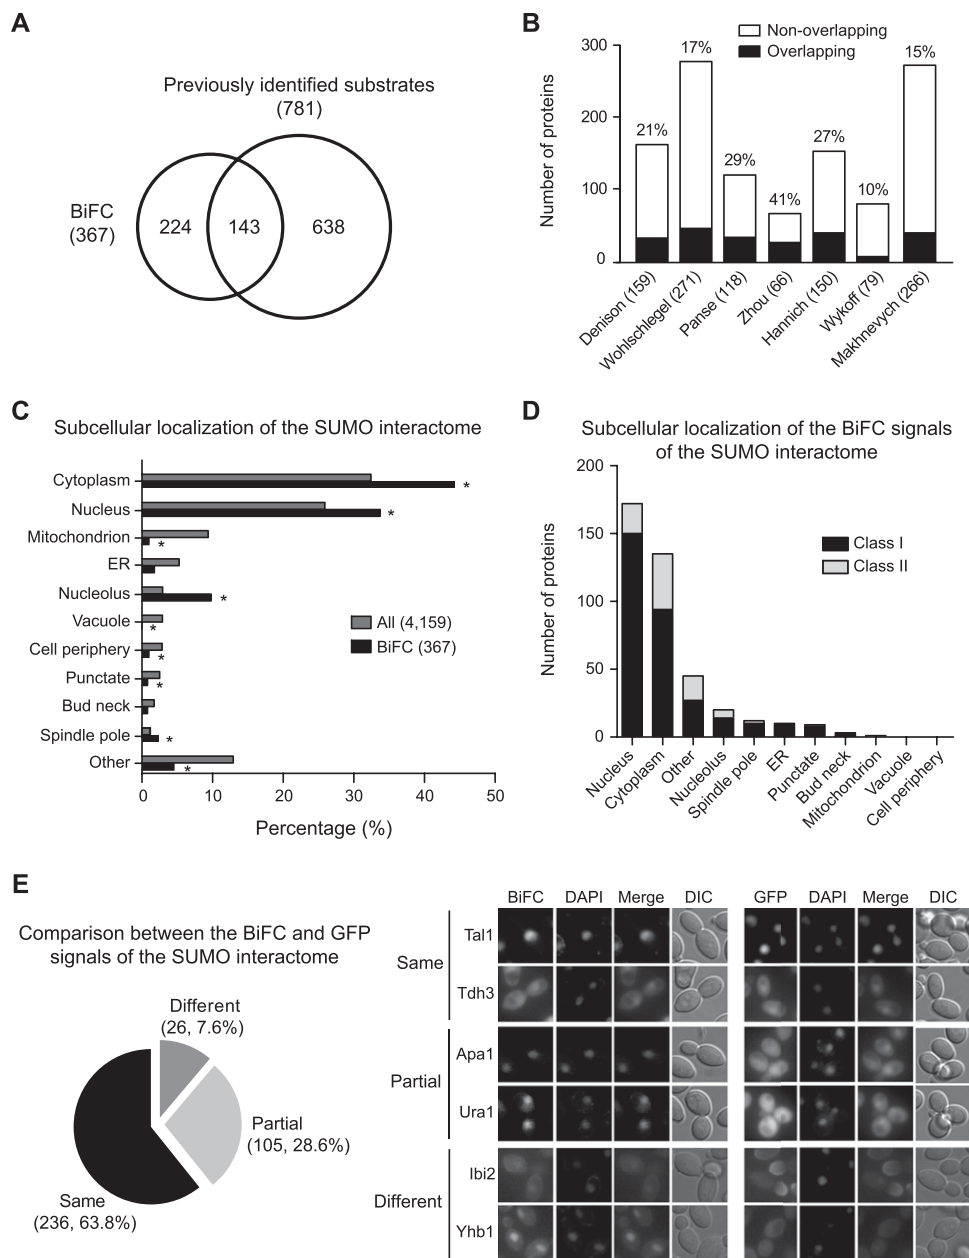 A
Previously identified substrates
(781)
BiFC
(367)
224
143
638
B
Non-overlapping
Overlapping
Number of proteins
300
200
100
0
21%
17%
29%
41%
27%
10%
15%
Denison (159)
Wohlschlegel (271)
Panse (118)
Zhou (66)
Hannich (150)
Wykoff (79)
Makhnevych (266)
C
Subcellular localization of the SUMO interactome
Cytoplasm
*
Nucleus
*
Mitochondrion
*
ER
Nucleolus
*
Vacuole
*
Cell periphery
*
Punctate
*
Bud neck
Spindle pole
*
Other
*
All (4,159)
BiFC (367)
0 10 20 30 40 50
Percentage (%)
D
Subcellular localization of the BiFC signals
of the SUMO interactome
Number of proteins
200
150
100
50
0
Class I
Class II
Nucleus
Cytoplasm
Other
Nucleolus
Spindle pole
ER
Punctate
Bud neck
Mitochondrion
Vacuole
Cell periphery
E
Comparison between the BiFC and GFP
signals of the SUMO interactome
Different
(26, 7.6%)
Partial
(105, 28.6%)
Same
(236, 63.8%)
BiFC DAPI Merge DIC GFP DAPI Merge DIC
Same
Tal1
Tdh3
Partial
Apa1
Ura1
Different
Ibi2
Yhb1